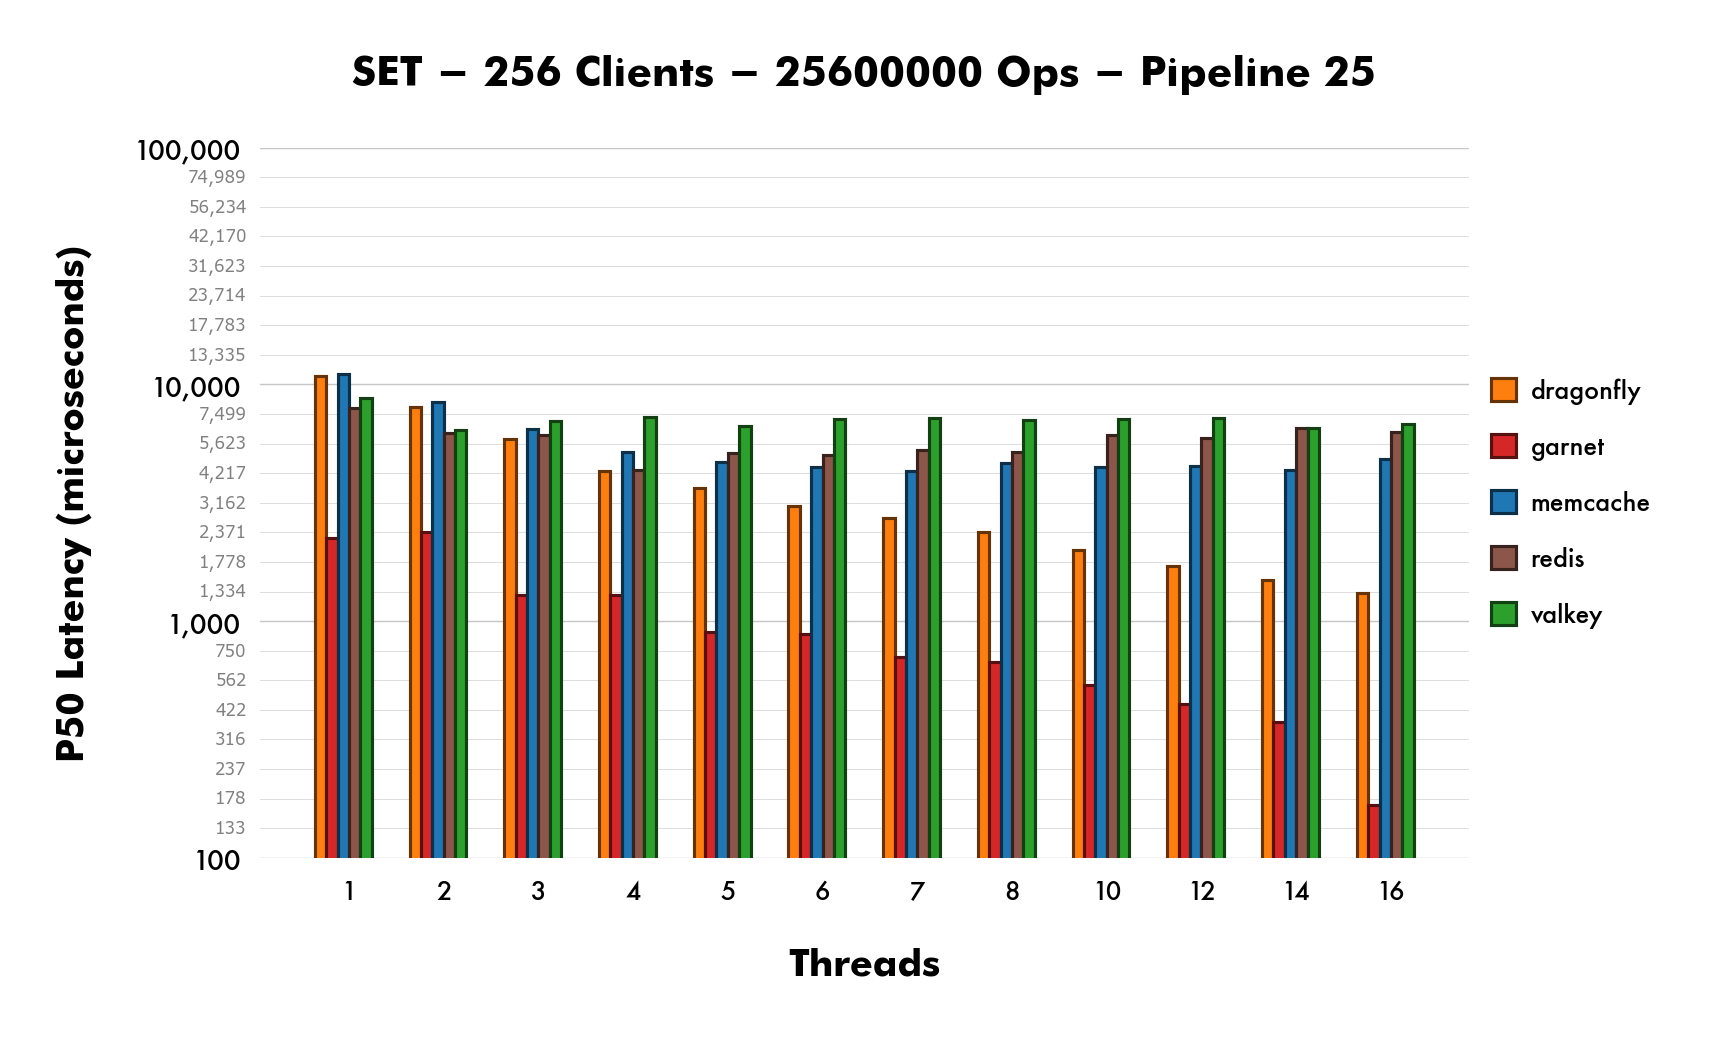 SET – 256 Clients – 25600000 Ops – Pipeline 25
P50 Latency (microseconds)
100,000
74,989
56,234
42,170
31,623
23,714
17,783
13,335
10,000
7,499
5,623
4,217
3,162
2,371
1,778
1,334
1,000
750
562
422
316
237
178
133
100
1 2 3 4 5 6 7 8 10 12 14 16
Threads
dragonfly
garnet
memcache
redis
valkey